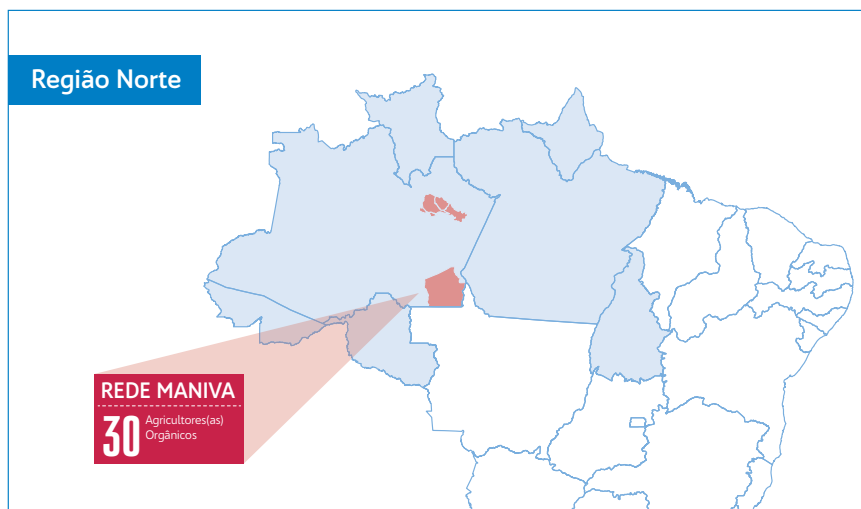 Região Norte
REDE MANIVA
30 Agricultores(as)
Orgânicos